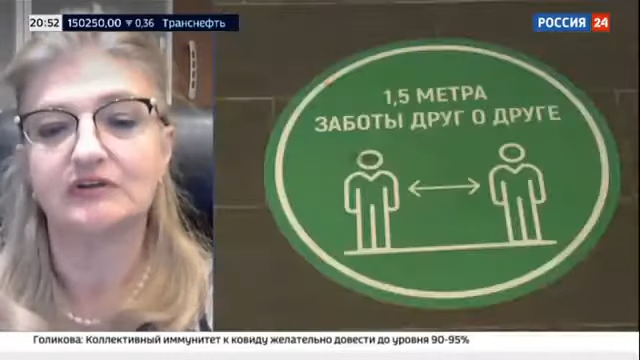 20:52 150250,00 ▼ 0,36 Транснефть
РОССИЯ 24
1,5 МЕТРА
ЗАБОТЫ ДРУГ О ДРУГЕ
Голикова: Коллективный иммунитет к ковиду желательно довести до уровня 90-95%